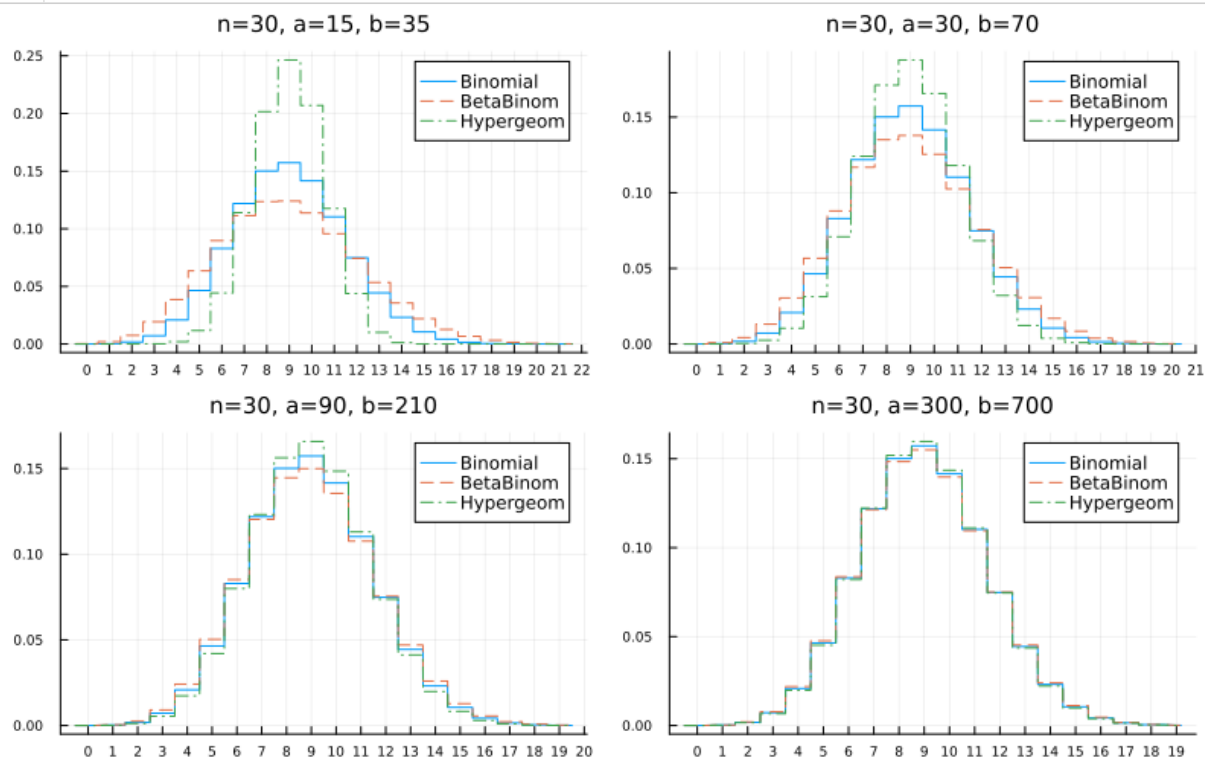 n=30, a=15, b=35
0.25
0.20
0.15
0.10
0.05
0.00
Binomial
BetaBinom
Hypergeom
0 1 2 3 4 5 6 7 8 9 10 11 12 13 14 15 16 17 18 19 20 21 22
n=30, a=30, b=70
0.15
0.10
0.05
0.00
Binomial
BetaBinom
Hypergeom
0 1 2 3 4 5 6 7 8 9 10 11 12 13 14 15 16 17 18 19 20 21
n=30, a=90, b=210
0.15
0.10
0.05
0.00
Binomial
BetaBinom
Hypergeom
0 1 2 3 4 5 6 7 8 9 10 11 12 13 14 15 16 17 18 19 20
n=30, a=300, b=700
0.15
0.10
0.05
0.00
Binomial
BetaBinom
Hypergeom
0 1 2 3 4 5 6 7 8 9 10 11 12 13 14 15 16 17 18 19